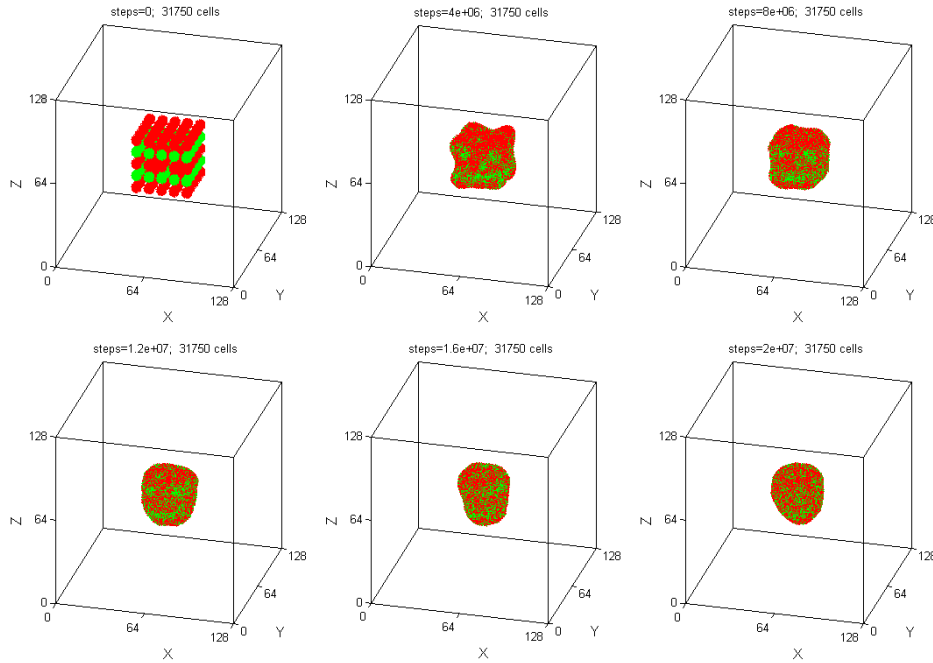 steps=0; 31750 cells
128
Z
64
0
0
64
X
128
0
Y
64
128
steps=4e+06; 31750 cells
128
Z
64
0
0
64
X
128
0
Y
64
128
steps=8e+06; 31750 cells
128
Z
64
0
0
64
X
128
0
Y
64
128
steps=1.2e+07; 31750 cells
128
Z
64
0
0
64
X
128
0
Y
64
128
steps=1.6e+07; 31750 cells
128
Z
64
0
0
64
X
128
0
Y
64
128
steps=2e+07; 31750 cells
128
Z
64
0
0
64
X
128
0
Y
64
128